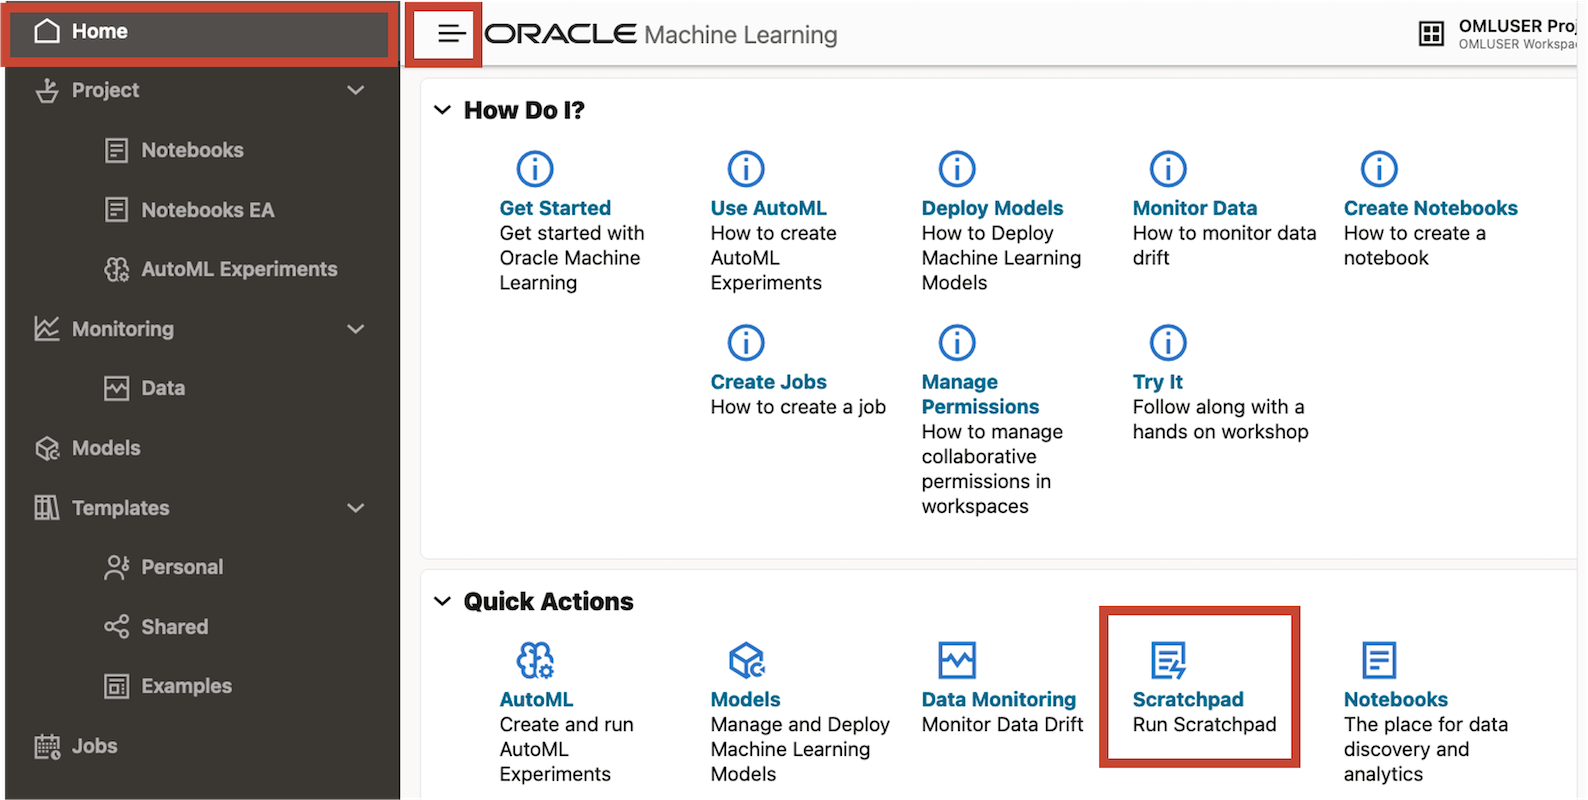 Home
Project
Notebooks
Notebooks EA
AutoML Experiments
Monitoring
Data
Models
Templates
Personal
Shared
Examples
Jobs
ORACLE Machine Learning
OMLUSER Proj
OMLUSER Workspac
How Do I?
Get Started
Get started with
Oracle Machine
Learning
Use AutoML
How to create
AutoML
Experiments
Deploy Models
How to Deploy
Machine Learning
Models
Monitor Data
How to monitor data
drift
Create Notebooks
How to create a
notebook
Create Jobs
How to create a job
Manage
Permissions
How to manage
collaborative
permissions in
workspaces
Try It
Follow along with a
hands on workshop
Quick Actions
AutoML
Create and run
AutoML
Experiments
Models
Manage and Deploy
Machine Learning
Models
Data Monitoring
Monitor Data Drift
Scratchpad
Run Scratchpad
Notebooks
The place for data
discovery and
analytics